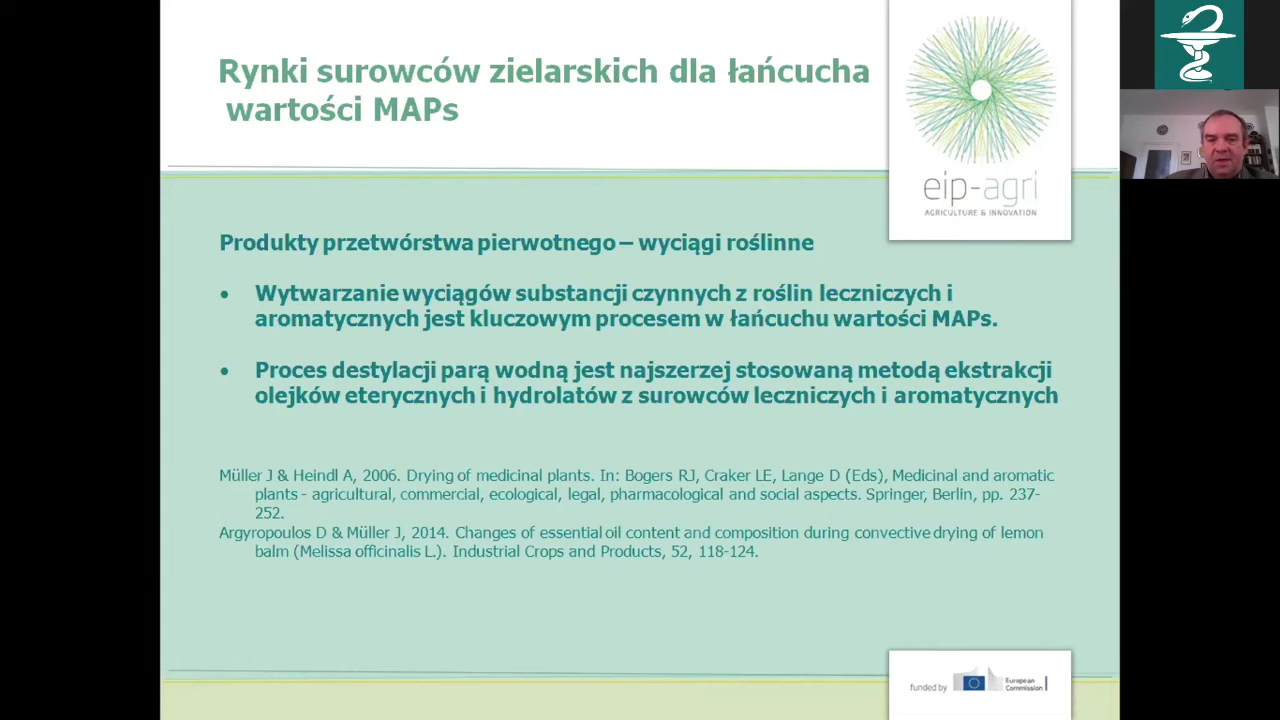 Rynki surowców zielarskich dla łańcucha
wartości MAPs
eip-agri
AGRICULTURE & INNOVATION
Produkty przetwórstwa pierwotnego – wyciągi roślinne
• Wytwarzanie wyciągów substancji czynnych z roślin leczniczych i
aromatycznych jest kluczowym procesem w łańcuchu wartości MAPs.
• Proces destylacji parą wodną jest najszerzej stosowaną metodą ekstrakcji
olejków eterycznych i hydrolatów z surowców leczniczych i aromatycznych
Müller J & Heindl A, 2006. Drying of medicinal plants. In: Bogers RJ, Craker LE, Lange D (Eds), Medicinal and aromatic
plants - agricultural, commercial, ecological, legal, pharmacological and social aspects. Springer, Berlin, pp. 237-
252.
Argyropoulos D & Müller J, 2014. Changes of essential oil content and composition during convective drying of lemon
balm (Melissa officinalis L.). Industrial Crops and Products, 52, 118-124.
funded by
European
Commission